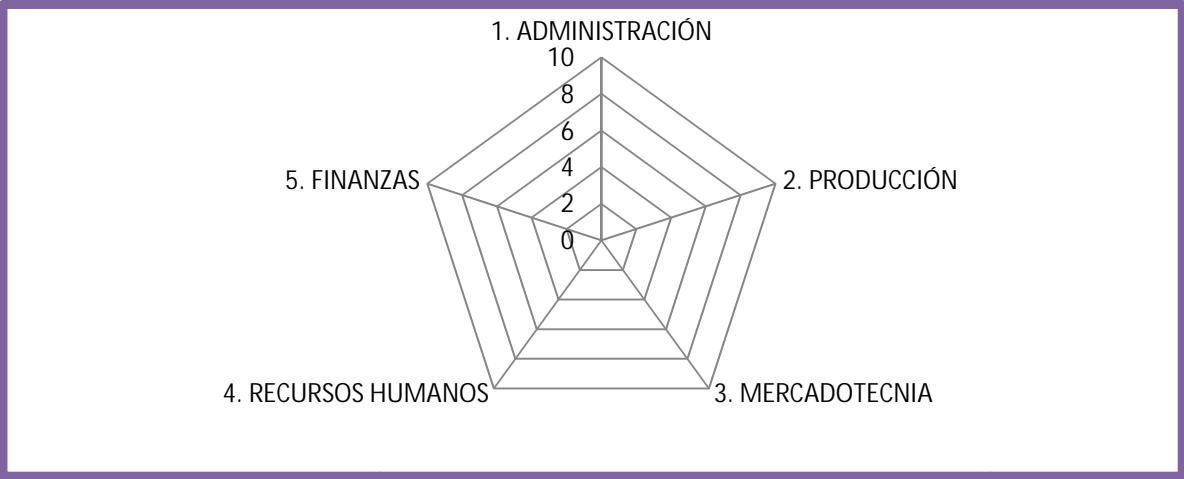 1. ADMINISTRACIÓN
10
8
6
4
2
0
2. PRODUCCIÓN
3. MERCADOTECNIA
4. RECURSOS HUMANOS
5. FINANZAS